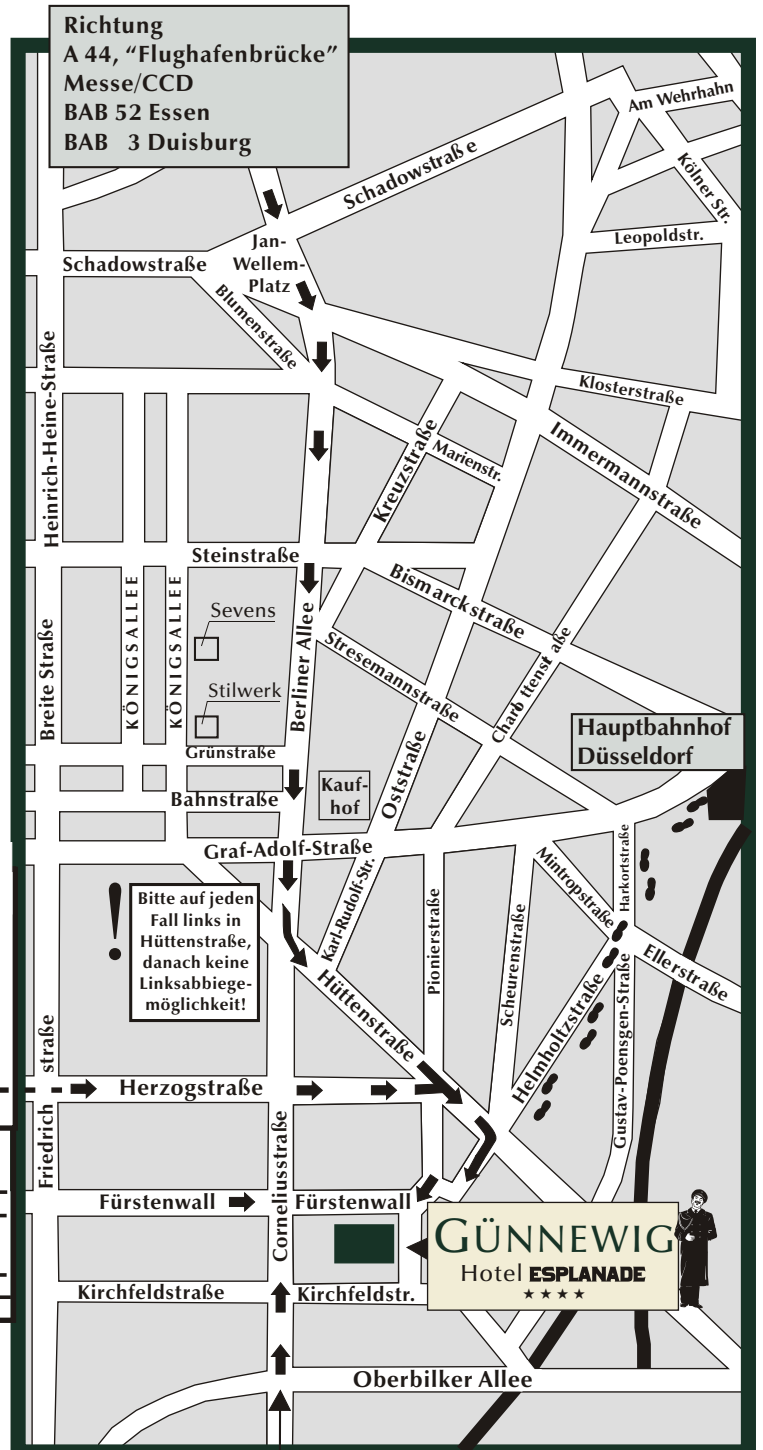 Richtung
A 44, “Flughafenbrücke”
Messe/CCD
BAB 52 Essen
BAB 3 Duisburg
Am Wehrhahn
Schadowstraße
Kölner Str.
Jan-
Wellem-
Platz
Leopoldstr.
Schadowstraße
Blumenstraße
Heinrich-Heine-Straße
Klosterstraße
Kreuzstraße
Marienstr.
Immermannstraße
Steinstraße
Bismarckstraße
Breite Straße
KÖNIGSALLEE
KÖNIGSALLEE
Sevens
Berliner Allee
Stresemannstraße
Charlottenstraße
Stilwerk
Grünstraße
Hauptbahnhof
Düsseldorf
Bahnstraße
Kauf-
hof
Oststraße
Graf-Adolf-Straße
Karl-Rudolf-Str.
Pionierstraße
Scheurenstraße
Mintropstraße
Harkortstraße
!
Bitte auf jeden
Fall links in
Hüttenstraße,
danach keine
Linksabbiege-
möglichkeit!
Ellerstraße
Hüttenstraße
Helmholtzstraße
Gustav-Poensgen-Straße
Friedrich straße
Herzogstraße
Corneliusstraße
Fürstenwall
Fürstenwall
GÜNNEWIG
Hotel ESPLANADE
★★★★
Kirchfeldstraße
Kirchfeldstr.
Oberbilker Allee